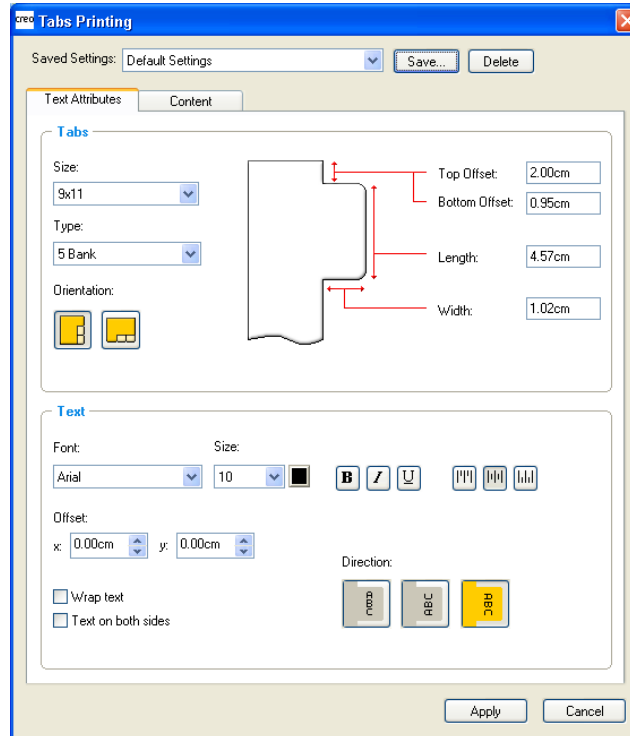 creo Tabs Printing
Saved Settings: Default Settings Save... Delete
Text Attributes Content
Tabs
Size:
9x11
Type:
5 Bank
Orientation:
Top Offset: 2.00cm
Bottom Offset: 0.95cm
Length: 4.57cm
Width: 1.02cm
Text
Font: Size:
Arial 10 B I U
Offset:
x: 0.00cm y: 0.00cm
Direction:
Wrap text
Text on both sides
ABC ABC ABC
Apply Cancel